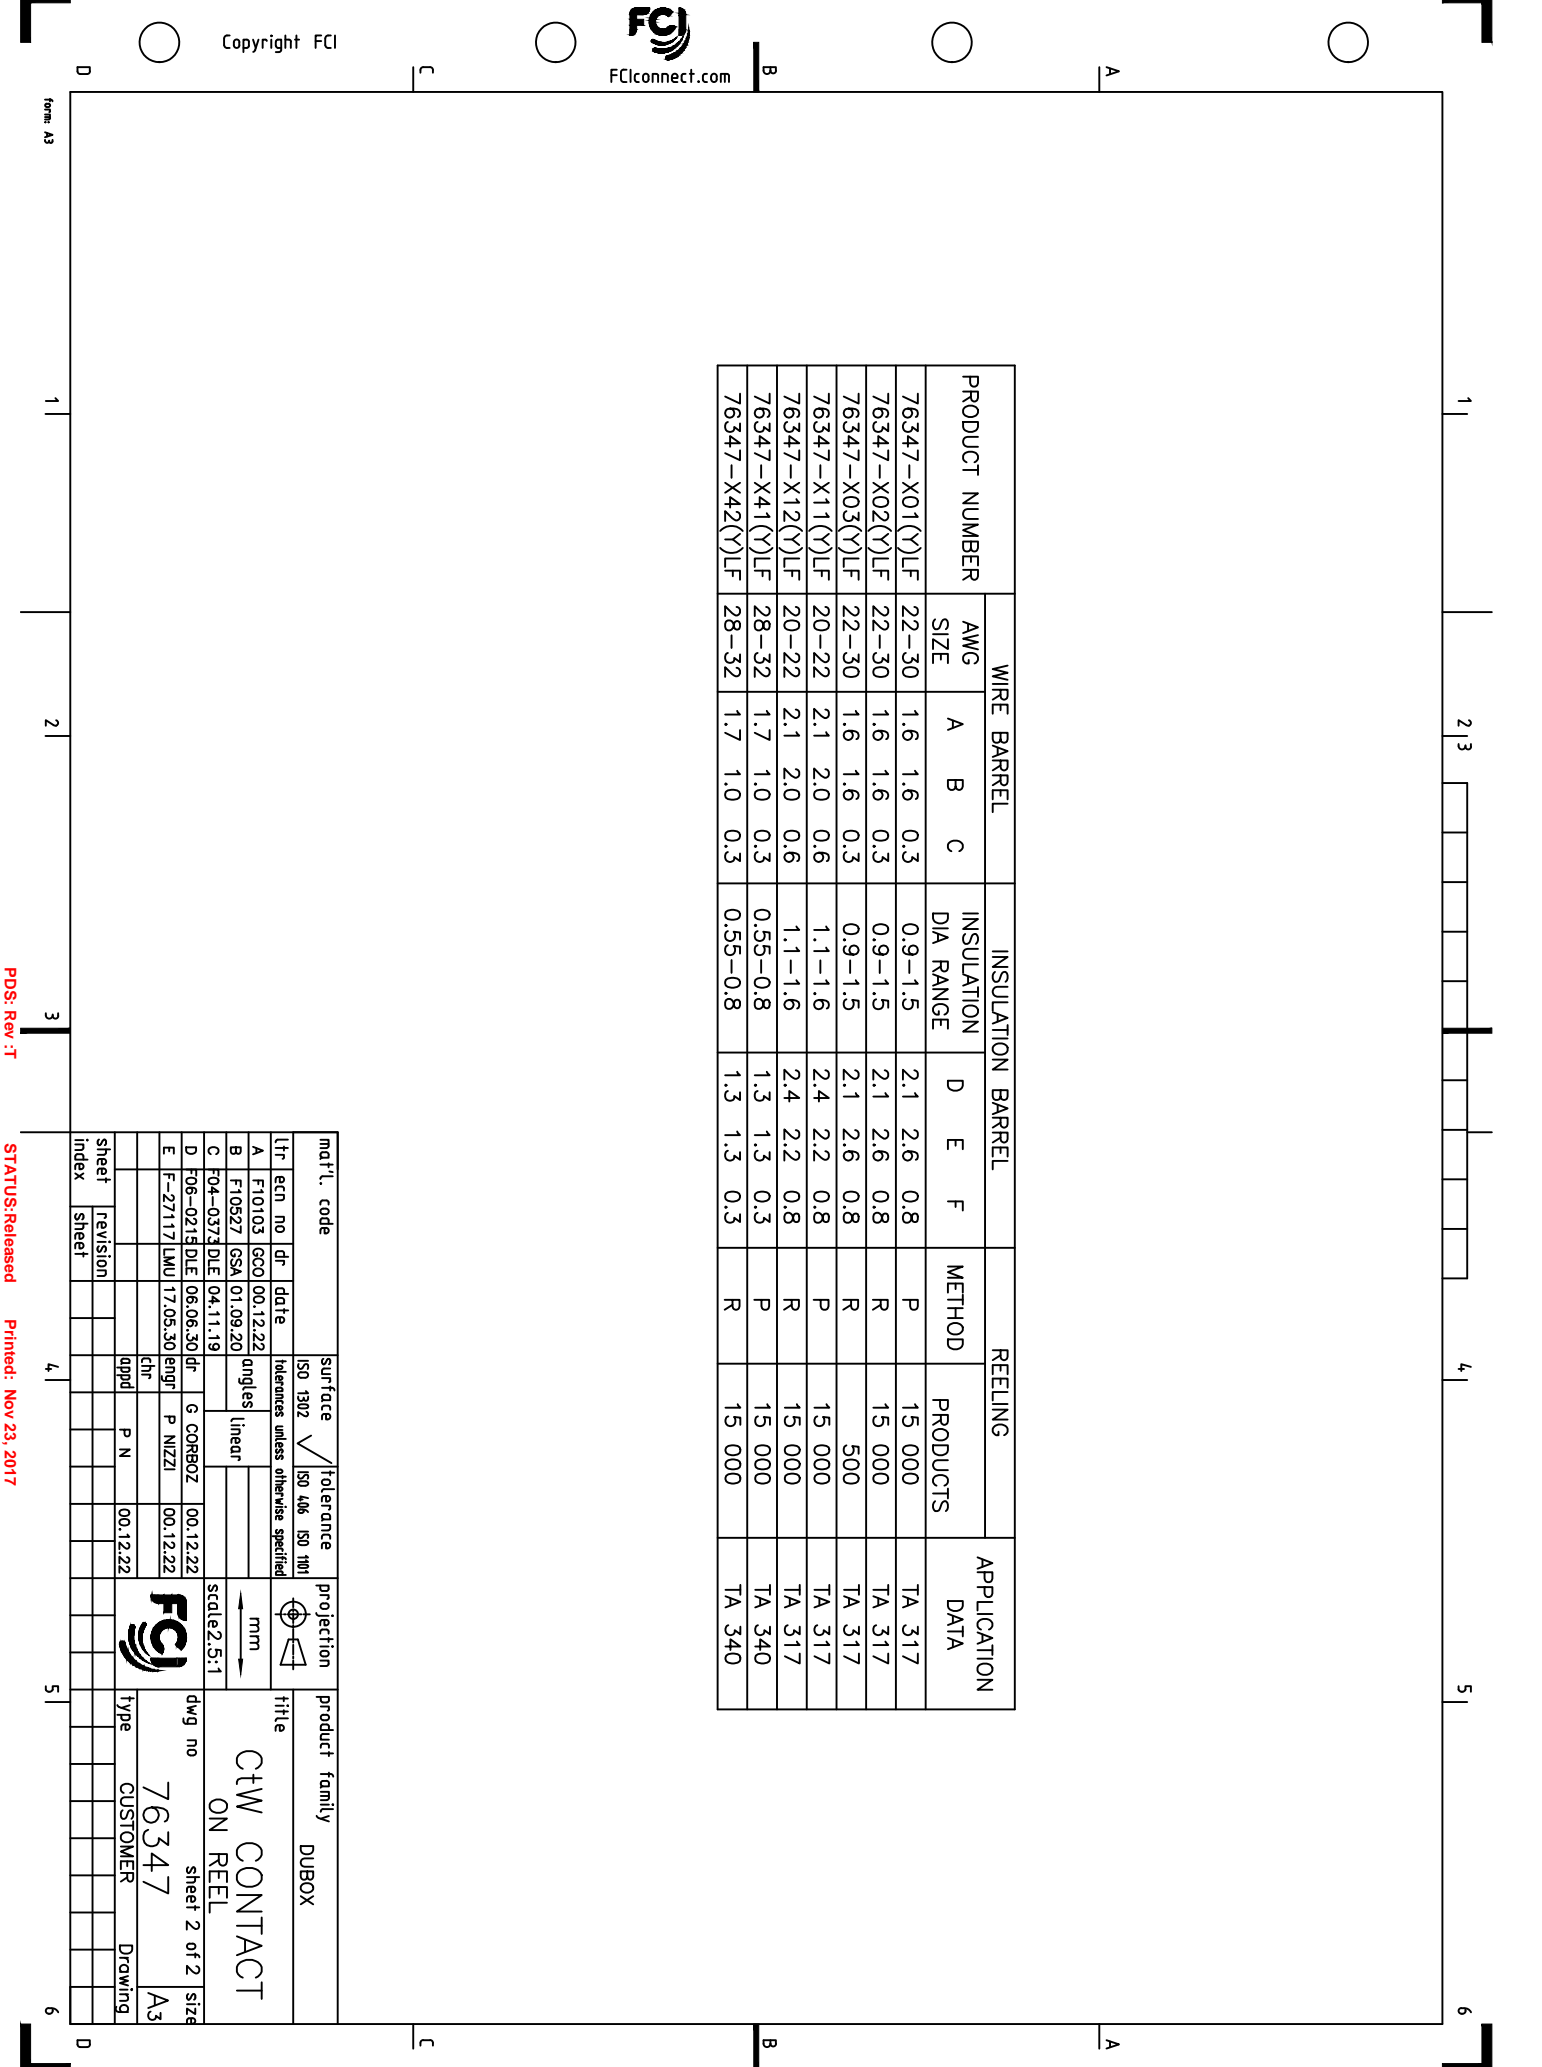 Copyright FCI
FCI
FCIconnect.com
form: A3
D C B A
1 2 3 4 5 6
1 2 3 4 5 6
D C B A
PRODUCT NUMBER WIRE BARREL INSULATION BARREL REELING APPLICATION DATA
AWG SIZE A B C INSULATION DIA RANGE D E F METHOD PRODUCTS
76347-X01(Y)LF 22-30 1.6 1.6 0.3 0.9-1.5 2.1 2.6 0.8 P 15 000 TA 317
76347-X02(Y)LF 22-30 1.6 1.6 0.3 0.9-1.5 2.1 2.6 0.8 R 15 000 TA 317
76347-X03(Y)LF 22-30 1.6 1.6 0.3 0.9-1.5 2.1 2.6 0.8 R 500 TA 317
76347-X11(Y)LF 20-22 2.1 2.0 0.6 1.1-1.6 2.4 2.2 0.8 P 15 000 TA 317
76347-X12(Y)LF 20-22 2.1 2.0 0.6 1.1-1.6 2.4 2.2 0.8 R 15 000 TA 317
76347-X41(Y)LF 28-32 1.7 1.0 0.3 0.55-0.8 1.3 1.3 0.3 P 15 000 TA 340
76347-X42(Y)LF 28-32 1.7 1.0 0.3 0.55-0.8 1.3 1.3 0.3 R 15 000 TA 340
mat'l. code surface tolerance projection product family
ISO 1302 ISO 406 ISO 1101 DUBOX
ltr ecn no dr date tolerances unless otherwise specified title
A F10103 GCO 00.12.22 angles linear mm CtW CONTACT
B F10527 GSA 01.09.20
C F04-0373 DLE 04.11.19 scale2.5:1 ON REEL
D F06-0215 DLE 06.06.30 dr G CORBOZ 00.12.22 dwg no sheet 2 of 2 size
E F-27117 LMU 17.05.30 engr P NIZZI 00.12.22 FCI 76347 A3
chr
appd P N 00.12.22 type CUSTOMER Drawing
sheet index revision
sheet
PDS: Rev :T STATUS:Released Printed: Nov 23, 2017